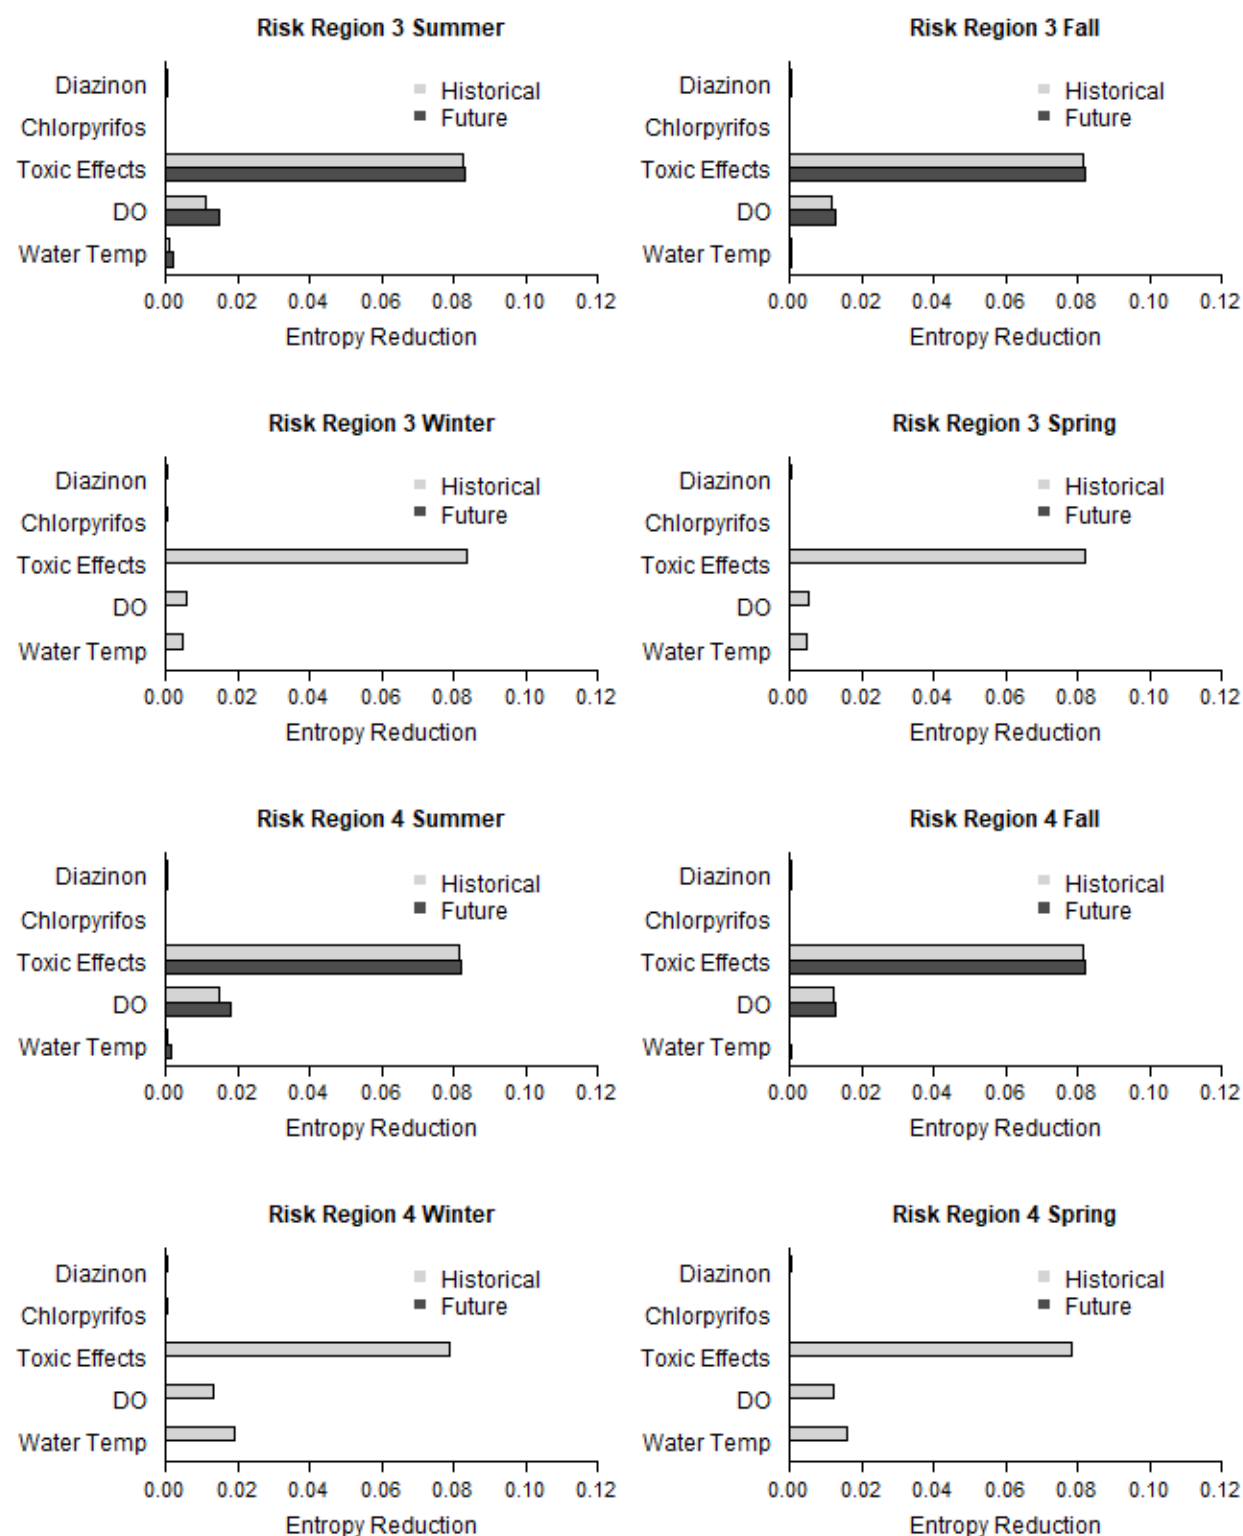 Risk Region 3 Summer
Diazinon
Chlorpyrifos
Toxic Effects
DO
Water Temp
Historical
Future
0.00 0.02 0.04 0.06 0.08 0.10 0.12
Entropy Reduction
Risk Region 3 Fall
Diazinon
Chlorpyrifos
Toxic Effects
DO
Water Temp
Historical
Future
0.00 0.02 0.04 0.06 0.08 0.10 0.12
Entropy Reduction
Risk Region 3 Winter
Diazinon
Chlorpyrifos
Toxic Effects
DO
Water Temp
Historical
Future
0.00 0.02 0.04 0.06 0.08 0.10 0.12
Entropy Reduction
Risk Region 3 Spring
Diazinon
Chlorpyrifos
Toxic Effects
DO
Water Temp
Historical
Future
0.00 0.02 0.04 0.06 0.08 0.10 0.12
Entropy Reduction
Risk Region 4 Summer
Diazinon
Chlorpyrifos
Toxic Effects
DO
Water Temp
Historical
Future
0.00 0.02 0.04 0.06 0.08 0.10 0.12
Entropy Reduction
Risk Region 4 Fall
Diazinon
Chlorpyrifos
Toxic Effects
DO
Water Temp
Historical
Future
0.00 0.02 0.04 0.06 0.08 0.10 0.12
Entropy Reduction
Risk Region 4 Winter
Diazinon
Chlorpyrifos
Toxic Effects
DO
Water Temp
Historical
Future
0.00 0.02 0.04 0.06 0.08 0.10 0.12
Entropy Reduction
Risk Region 4 Spring
Diazinon
Chlorpyrifos
Toxic Effects
DO
Water Temp
Historical
Future
0.00 0.02 0.04 0.06 0.08 0.10 0.12
Entropy Reduction